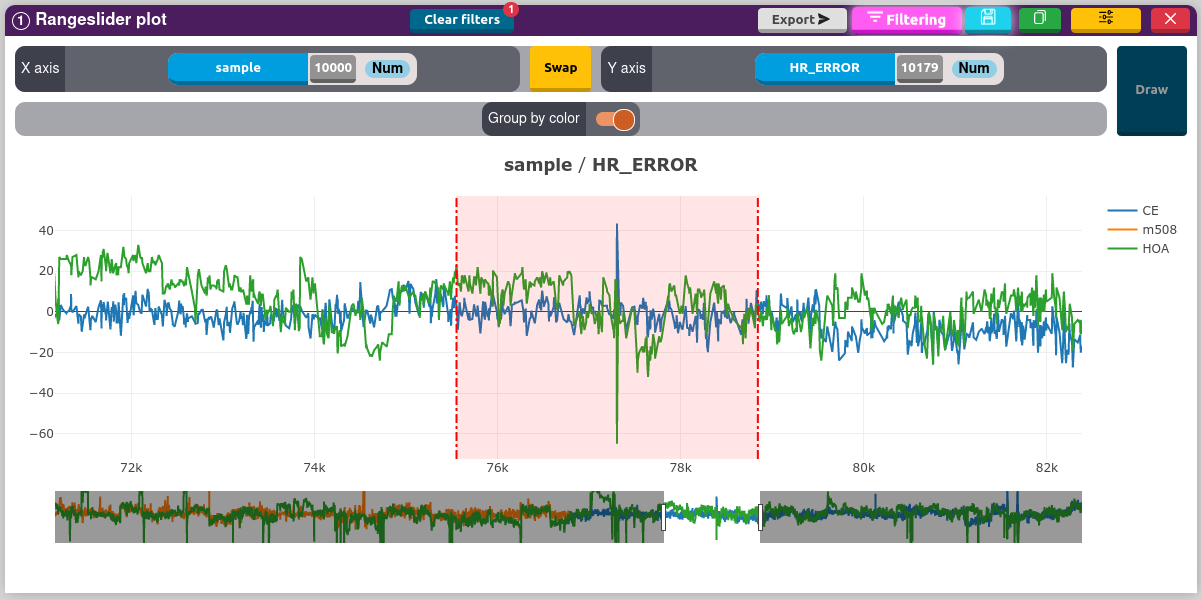 1 Rangeslider plot Clear filters 1 Export Filtering
X axis sample 10000 Num Swap Y axis HR_ERROR 10179 Num Draw
Group by color
sample / HR_ERROR
CE
m508
HOA
40
20
0
−20
−40
−60
72k 74k 76k 78k 80k 82k